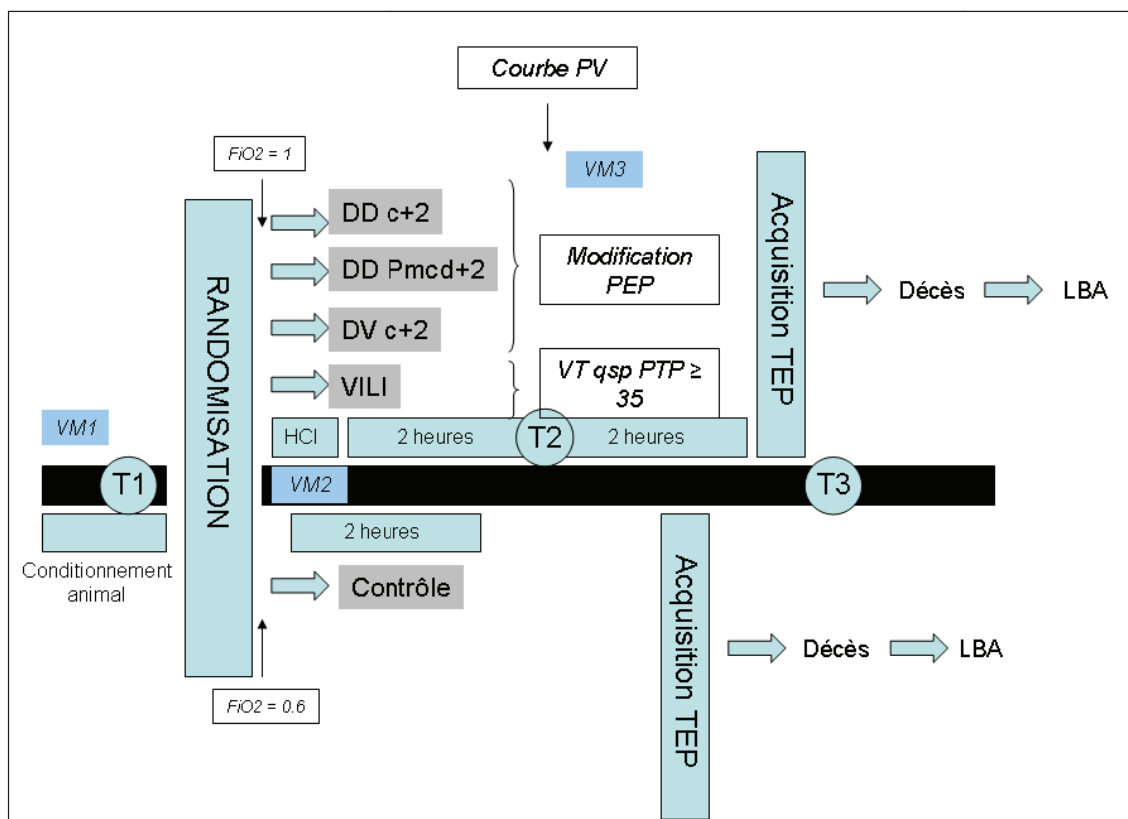 Courbe PV
FiO2 = 1
VM3
DD c+2
DD Pmcd+2
DV c+2
VILI
Modification
PEP
VT qsp PTP ≥
35
RANDOMISATION
Acquisition TEP
Décès
LBA
VM1
HCl
2 heures
T2
2 heures
T1
VM2
T3
Conditionnement
animal
2 heures
Contrôle
Acquisition TEP
Décès
LBA
FiO2 = 0.6